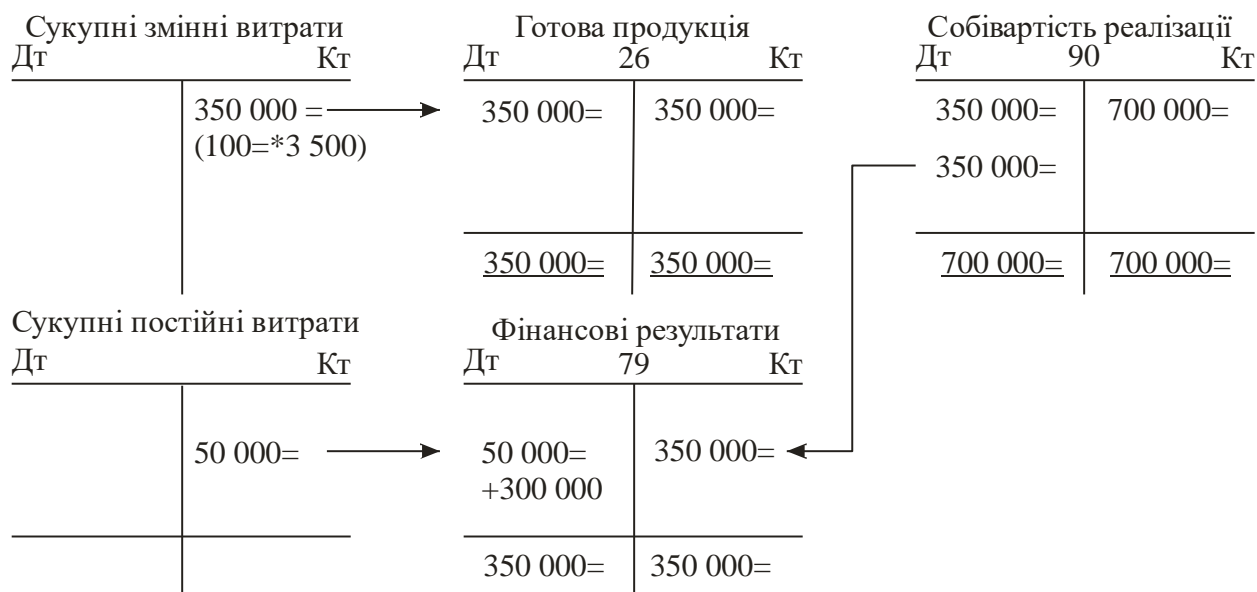 Сукупні змінні витрати
Дт Кт
350 000 =
(100=*3 500)
Готова продукція
Дт 26 Кт
350 000= 350 000=
350 000= 350 000=
Собівартість реалізації
Дт 90 Кт
350 000= 700 000=
350 000=
700 000= 700 000=
Сукупні постійні витрати
Дт Кт
50 000=
Фінансові результати
Дт 79 Кт
50 000= 350 000=
+300 000
350 000= 350 000=